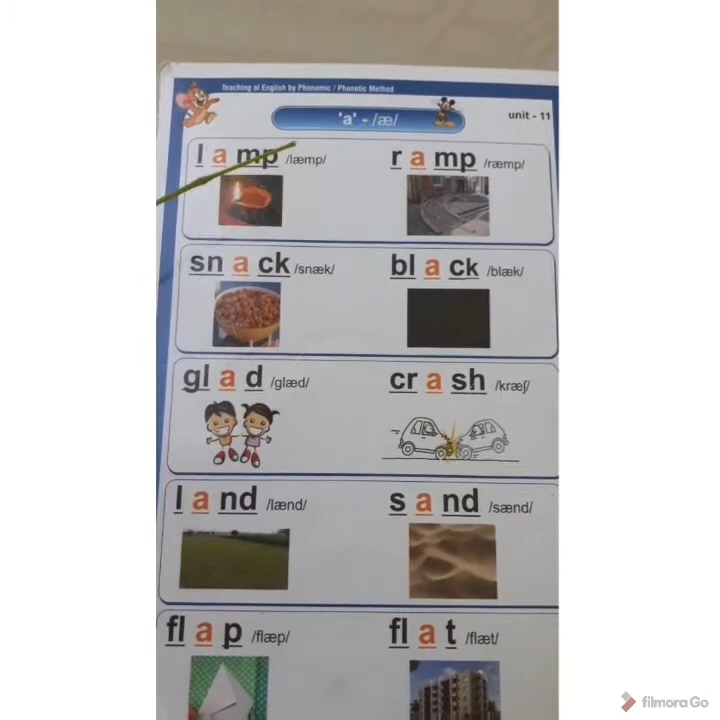 Teaching of English by Phonemic / Phonetic Method
'a' - /æ/
unit - 11
l a mp /læmp/
r a mp /ræmp/
sn a ck /snæk/
bl a ck /blæk/
gl a d /glæd/
cr a sh /kræʃ/
l a nd /lænd/
s a nd /sænd/
fl a p /flæp/
fl a t /flæt/
filmora Go